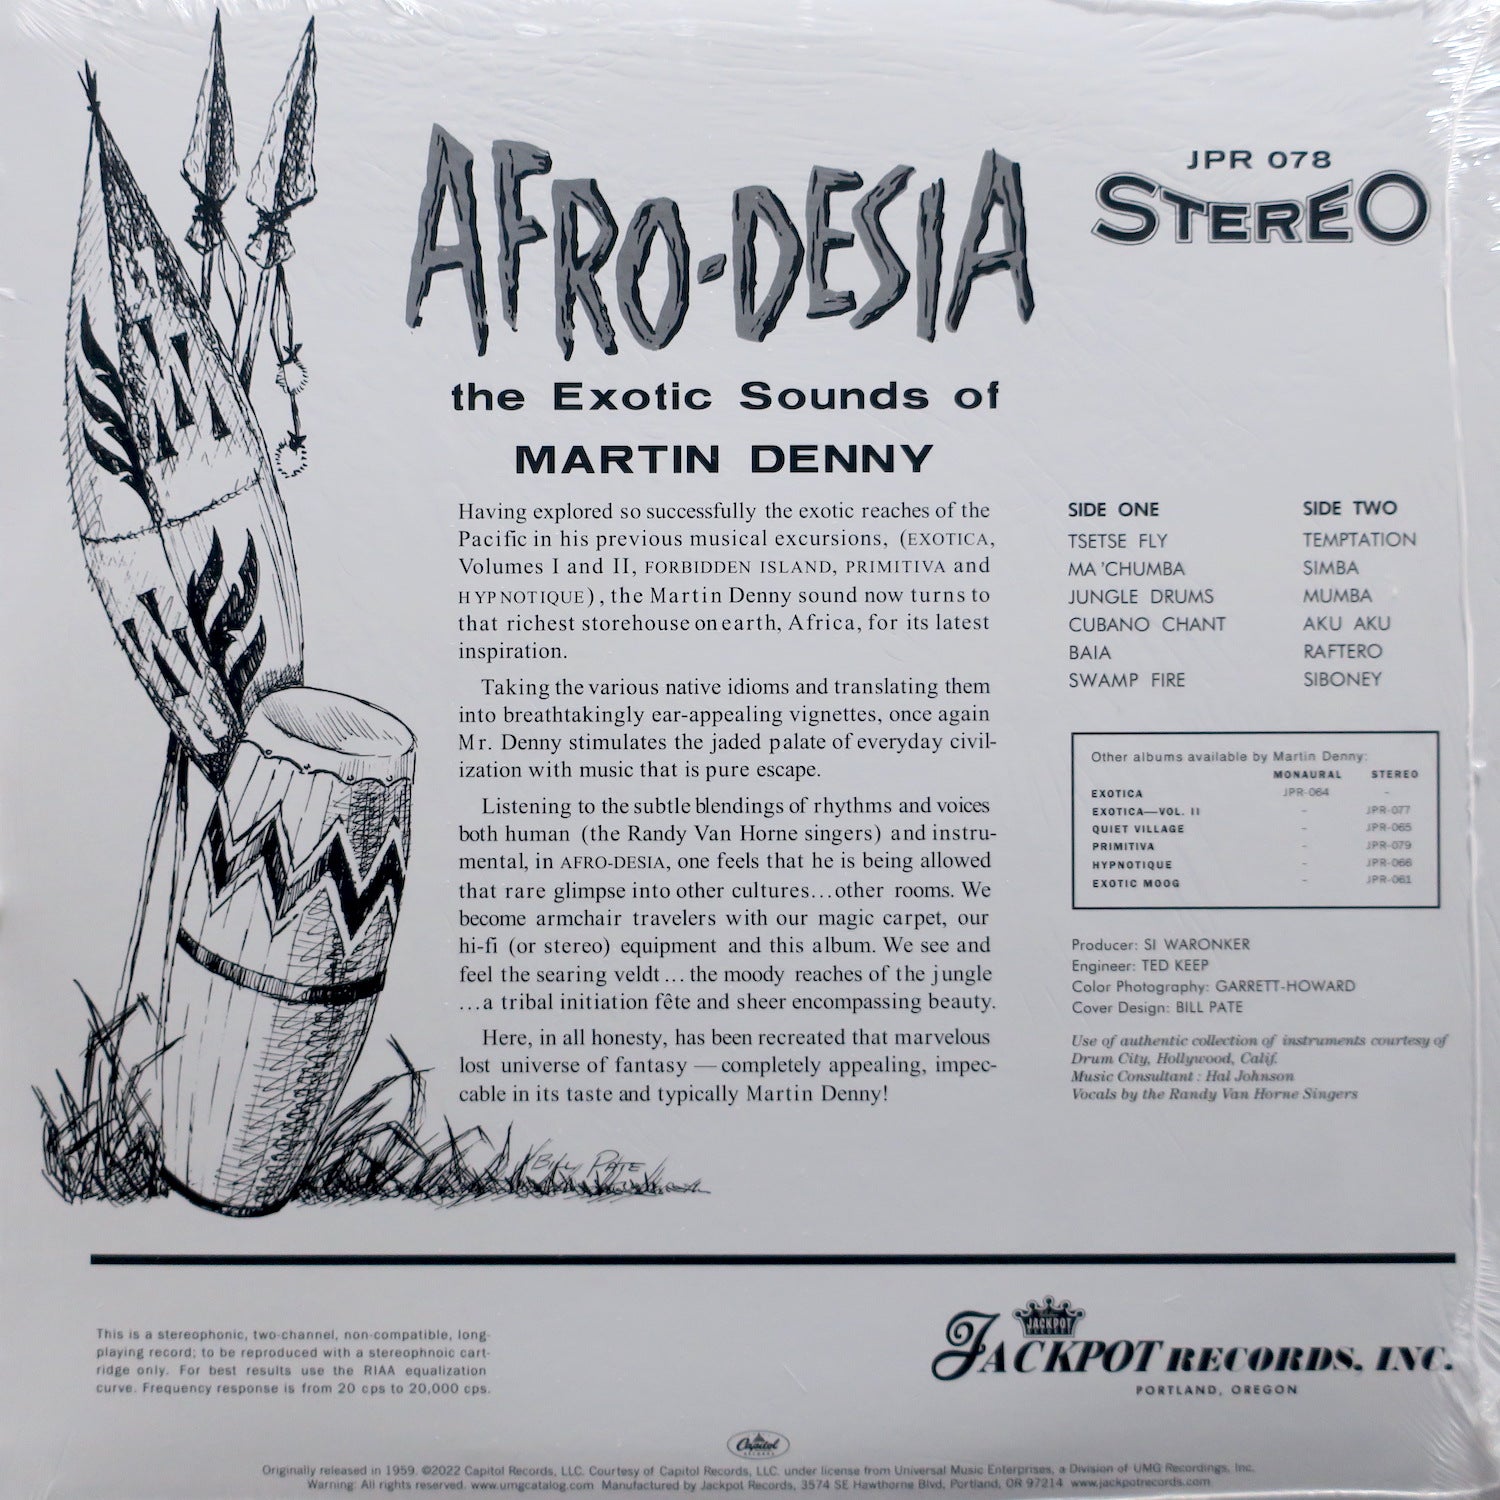 AFRO-DESIA
the Exotic Sounds of
MARTIN DENNY
JPR 078
STEREO
Having explored so successfully the exotic reaches of the
Pacific in his previous musical excursions, (EXOTICA,
Volumes I and II, FORBIDDEN ISLAND, PRIMITIVA and
HYPNOTIQUE), the Martin Denny sound now turns to
that richest storehouse on earth, Africa, for its latest
inspiration.
Taking the various native idioms and translating them
into breathtakingly ear-appealing vignettes, once again
Mr. Denny stimulates the jaded palate of everyday civil-
ization with music that is pure escape.
Listening to the subtle blendings of rhythms and voices
both human (the Randy Van Horne singers) and instru-
mental, in AFRO-DESIA, one feels that he is being allowed
that rare glimpse into other cultures...other rooms. We
become armchair travelers with our magic carpet, our
hi-fi (or stereo) equipment and this album. We see and
feel the searing veldt ... the moody reaches of the jungle
...a tribal initiation fête and sheer encompassing beauty.
Here, in all honesty, has been recreated that marvelous
lost universe of fantasy — completely appealing, impec-
cable in its taste and typically Martin Denny!
BILL PATE
SIDE ONE
TSETSE FLY
MA'CHUMBA
JUNGLE DRUMS
CUBANO CHANT
BAIA
SWAMP FIRE
SIDE TWO
TEMPTATION
SIMBA
MUMBA
AKU AKU
RAFTERO
SIBONEY
Other albums available by Martin Denny:
MONAURAL STEREO
EXOTICA JPR-064 -
EXOTICA—VOL. II - JPR-077
QUIET VILLAGE - JPR-065
PRIMITIVA - JPR-079
HYPNOTIQUE - JPR-066
EXOTIC MOOG - JPR-061
Producer: SI WARONKER
Engineer: TED KEEP
Color Photography: GARRETT-HOWARD
Cover Design: BILL PATE
Use of authentic collection of instruments courtesy of
Drum City, Hollywood, Calif.
Music Consultant : Hal Johnson
Vocals by the Randy Van Horne Singers
This is a stereophonic, two-channel, non-compatible, long-
playing record; to be reproduced with a stereophnoic cart-
ridge only. For best results use the RIAA equalization
curve. Frequency response is from 20 cps to 20,000 cps.
JACKPOT
RECORDS
JACKPOT RECORDS, INC.
PORTLAND, OREGON
Capitol
RECORDS
Originally released in 1959. ©2022 Capitol Records, LLC. Courtesy of Capitol Records, LLC. under license from Universal Music Enterprises, a Division of UMG Recordings, Inc.
Warning: All rights reserved. www.umgcatalog.com Manufactured by Jackpot Records, 3574 SE Hawthorne Blvd, Portland, OR 97214 www.jackpotrecords.com